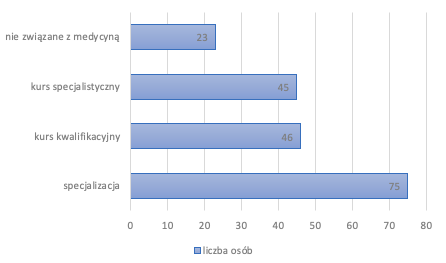 nie związane z medycyną
23
kurs specjalistyczny
45
kurs kwalifikacyjny
46
specjalizacja
75
0 10 20 30 40 50 60 70 80
liczba osób